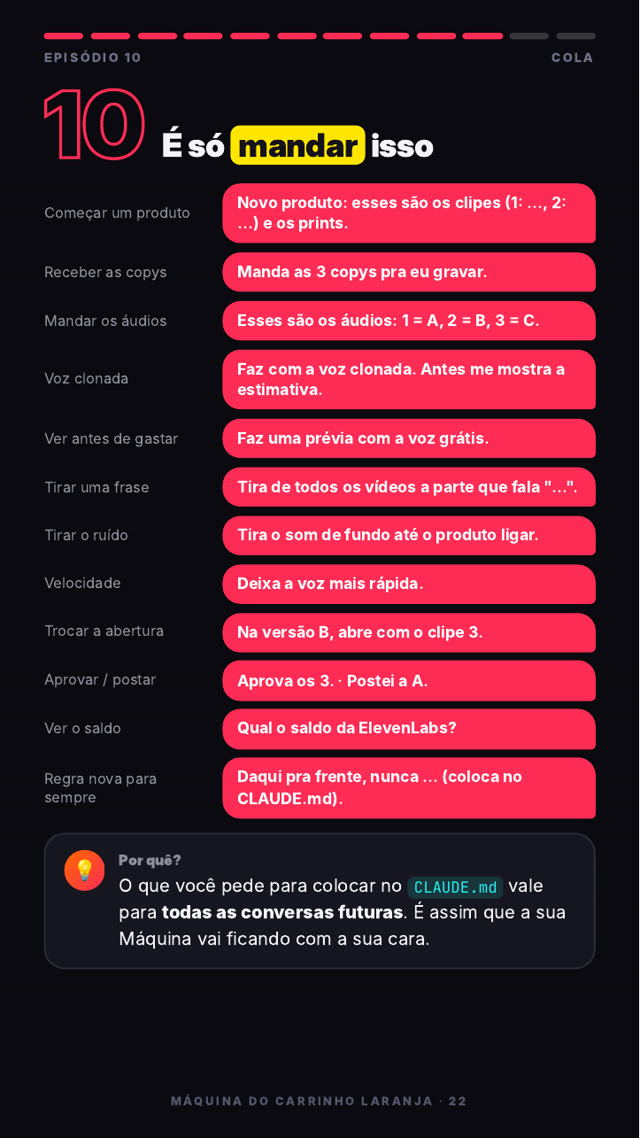 EPISÓDIO 10
COLA
10
É só mandar isso
Começar um produto
Novo produto: esses são os clipes (1: ..., 2:
...) e os prints.
Receber as copys
Manda as 3 copys pra eu gravar.
Mandar os áudios
Esses são os áudios: 1 = A, 2 = B, 3 = C.
Voz clonada
Faz com a voz clonada. Antes me mostra a
estimativa.
Ver antes de gastar
Faz uma prévia com a voz grátis.
Tirar uma frase
Tira de todos os vídeos a parte que fala "...".
Tirar o ruído
Tira o som de fundo até o produto ligar.
Velocidade
Deixa a voz mais rápida.
Trocar a abertura
Na versão B, abre com o clipe 3.
Aprovar / postar
Aprova os 3. · Postei a A.
Ver o saldo
Qual o saldo da ElevenLabs?
Regra nova para
sempre
Daqui pra frente, nunca ... (coloca no
CLAUDE.md).
Por quê?
O que você pede para colocar no CLAUDE.md vale
para todas as conversas futuras. É assim que a sua
Máquina vai ficando com a sua cara.
MÁQUINA DO CARRINHO LARANJA · 22